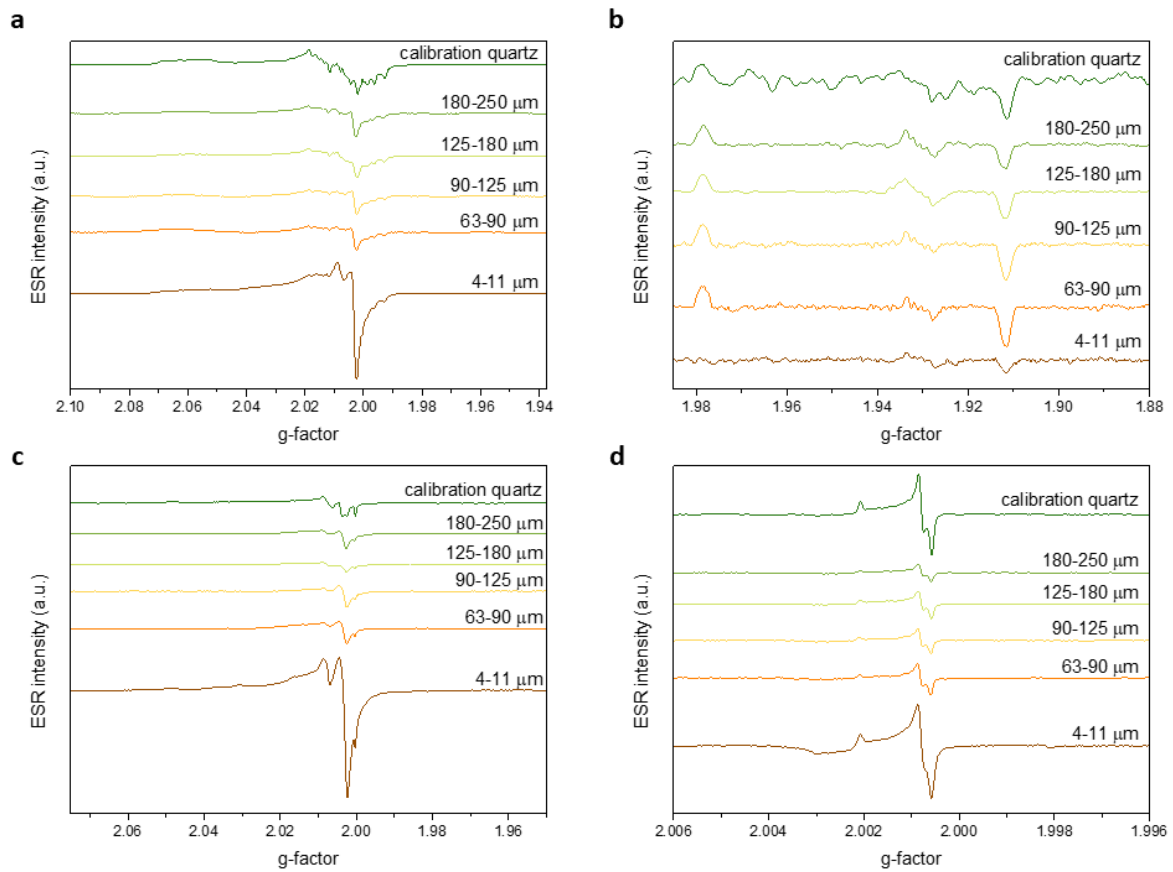 a
b
calibration quartz
180-250 μm
125-180 μm
90-125 μm
63-90 μm
4-11 μm
ESR intensity (a.u.)
2.10 2.08 2.06 2.04 2.02 2.00 1.98 1.96 1.94
g-factor
calibration quartz
180-250 μm
125-180 μm
90-125 μm
63-90 μm
4-11 μm
ESR intensity (a.u.)
1.98 1.96 1.94 1.92 1.90 1.88
g-factor
c
d
calibration quartz
180-250 μm
125-180 μm
90-125 μm
63-90 μm
4-11 μm
ESR intensity (a.u.)
2.06 2.04 2.02 2.00 1.98 1.96
g-factor
calibration quartz
180-250 μm
125-180 μm
90-125 μm
63-90 μm
4-11 μm
ESR intensity (a.u.)
2.006 2.004 2.002 2.000 1.998 1.996
g-factor